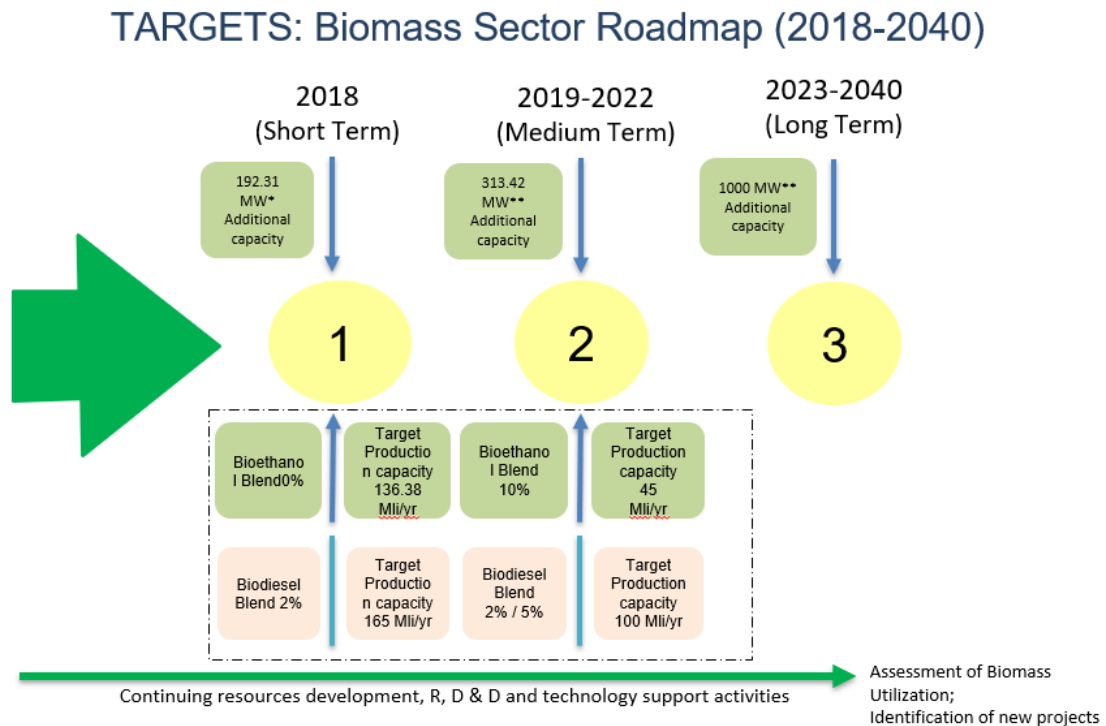 TARGETS: Biomass Sector Roadmap (2018-2040)
2018
(Short Term)
2019-2022
(Medium Term)
2023-2040
(Long Term)
192.31
MW*
Additional
capacity
313.42
MW**
Additional
capacity
1000 MW**
Additional
capacity
1
2
3
Bioethano
l Blend0%
Target
Productio
n capacity
136.38
Mli/yr
Bioethano
l Blend
10%
Target
Production
capacity
45
Mli/yr
Biodiesel
Blend 2%
Target
Productio
n capacity
165 Mli/yr
Biodiesel
Blend
2% / 5%
Target
Production
capacity
100 Mli/yr
Continuing resources development, R, D & D and technology support activities
Assessment of Biomass
Utilization;
Identification of new projects